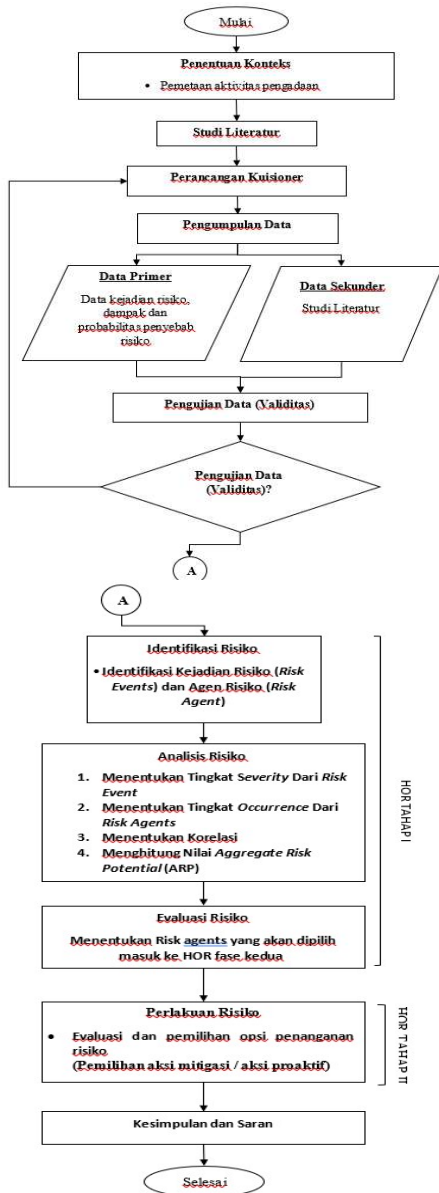 Mulai
Penentuan Konteks
• Pemetaan aktivitas pengadaan
Studi Literatur
Perancangan Kuisioner
Pengumpulan Data
Data Primer
Data kejadian risiko,
dampak dan
probabilitas penyebab
risiko
Data Sekunder
Studi Literatur
Pengujian Data (Validitas)
Pengujian Data
(Validitas)?
A
A
Identifikasi Risiko
• Identifikasi Kejadian Risiko (Risk
Events) dan Agen Risiko (Risk
Agent)
Analisis Risiko
1. Menentukan Tingkat Severity Dari Risk
Event
2. Menentukan Tingkat Occurrence Dari
Risk Agents
3. Menentukan Korelasi
4. Menghitung Nilai Aggregate Risk
Potential (ARP)
Evaluasi Risiko
Menentukan Risk agents yang akan dipilih
masuk ke HOR fase kedua
HOR TAHAP I
Perlakuan Risiko
• Evaluasi dan pemilihan opsi penanganan
risiko
(Pemilihan aksi mitigasi / aksi proaktif)
HOR TAHAP II
Kesimpulan dan Saran
Selesai